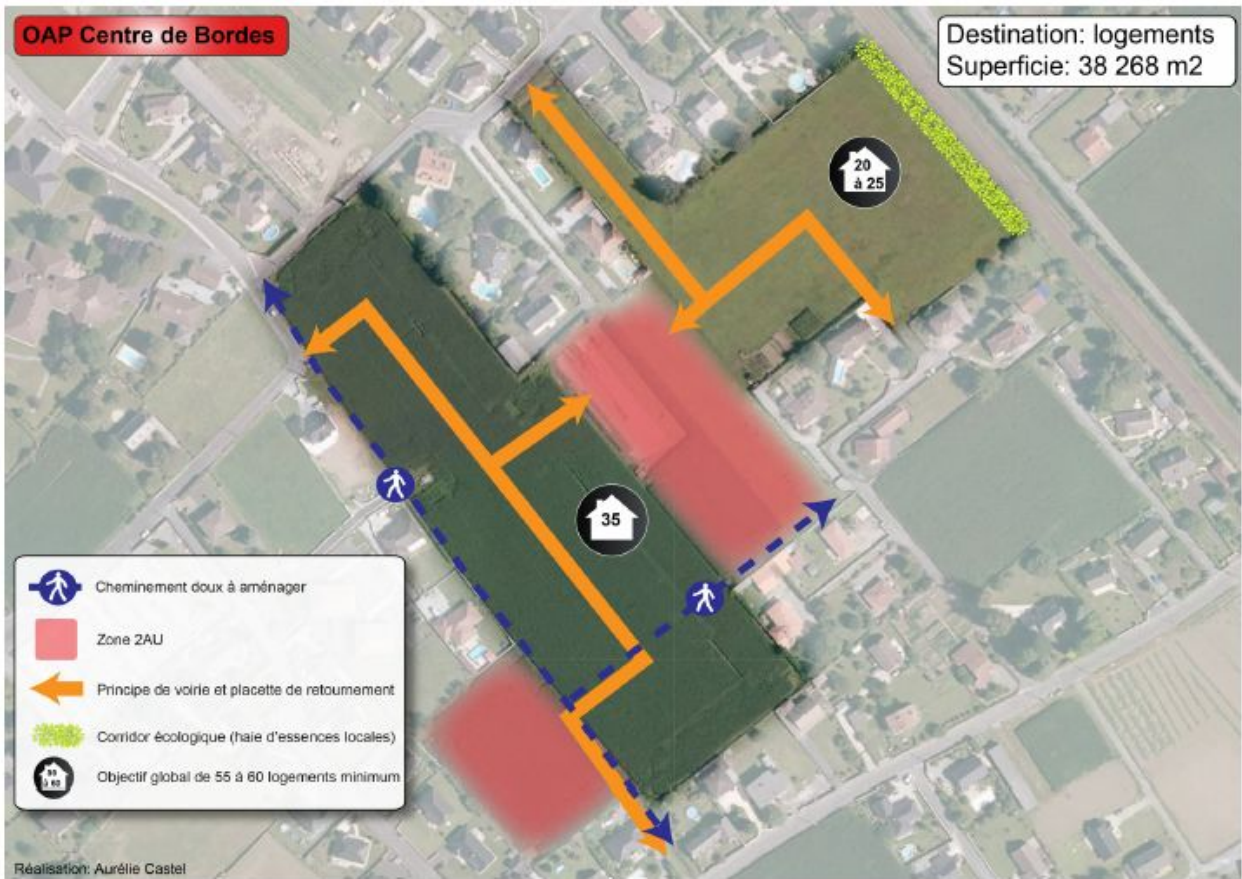 OAP Centre de Bordes
Destination: logements
Superficie: 38 268 m2
20
à 25
35
Cheminement doux à aménager
Zone 2AU
Principe de voirie et placette de retournement
Corridor écologique (haie d'essences locales)
Objectif global de 55 à 60 logements minimum
Réalisation: Aurélie Castel